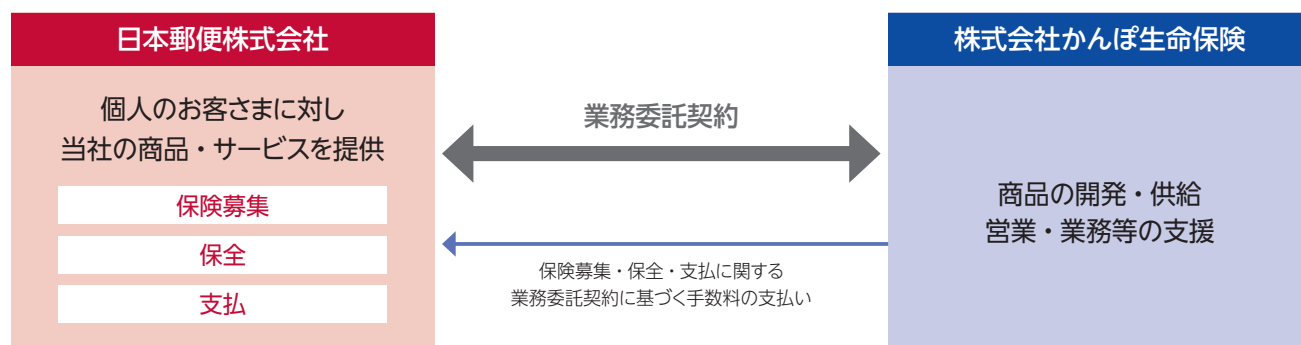 日本郵便株式会社
個人のお客さまに対し
当社の商品・サービスを提供
保険募集
保全
支払
業務委託契約
保険募集・保全・支払に関する
業務委託契約に基づく手数料の支払い
株式会社かんぽ生命保険
商品の開発・供給
営業・業務等の支援